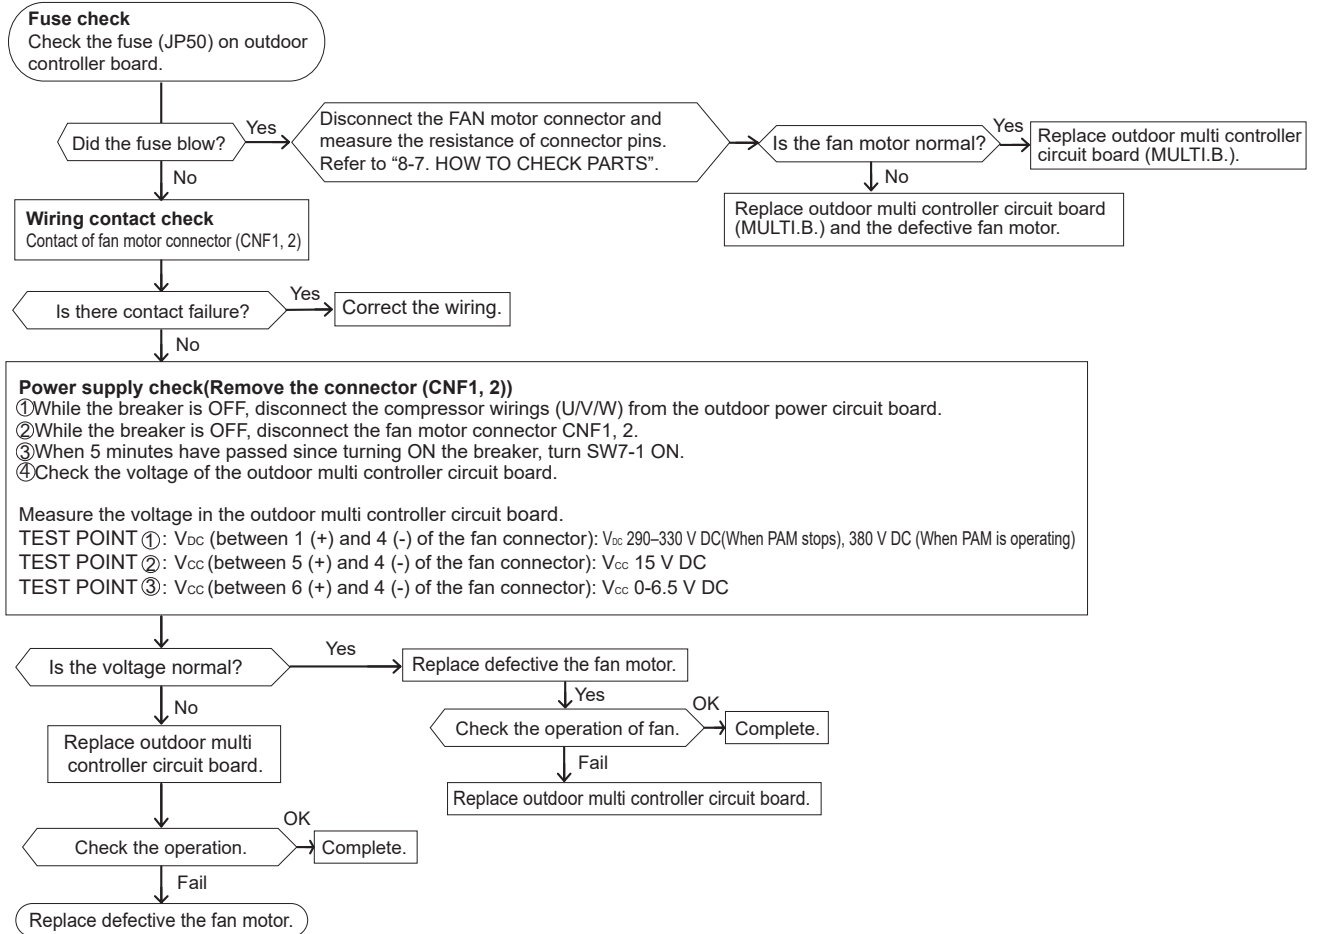 Fuse check
Check the fuse (JP50) on outdoor
controller board.
Did the fuse blow?
Yes
Disconnect the FAN motor connector and
measure the resistance of connector pins.
Refer to “8-7. HOW TO CHECK PARTS”.
Is the fan motor normal?
Yes
Replace outdoor multi controller
circuit board (MULTI.B.).
No
Replace outdoor multi controller circuit board
(MULTI.B.) and the defective fan motor.
No
Wiring contact check
Contact of fan motor connector (CNF1, 2)
Is there contact failure?
Yes
Correct the wiring.
No
Power supply check(Remove the connector (CNF1, 2))
①While the breaker is OFF, disconnect the compressor wirings (U/V/W) from the outdoor power circuit board.
②While the breaker is OFF, disconnect the fan motor connector CNF1, 2.
③When 5 minutes have passed since turning ON the breaker, turn SW7-1 ON.
④Check the voltage of the outdoor multi controller circuit board.
Measure the voltage in the outdoor multi controller circuit board.
TEST POINT ①: VDC (between 1 (+) and 4 (-) of the fan connector): VDC 290–330 V DC(When PAM stops), 380 V DC (When PAM is operating)
TEST POINT ②: VCC (between 5 (+) and 4 (-) of the fan connector): VCC 15 V DC
TEST POINT ③: VCC (between 6 (+) and 4 (-) of the fan connector): VCC 0-6.5 V DC
Is the voltage normal?
Yes
Replace defective the fan motor.
Yes
Check the operation of fan.
OK
Complete.
Fail
Replace outdoor multi controller circuit board.
No
Replace outdoor multi
controller circuit board.
Check the operation.
OK
Complete.
Fail
Replace defective the fan motor.